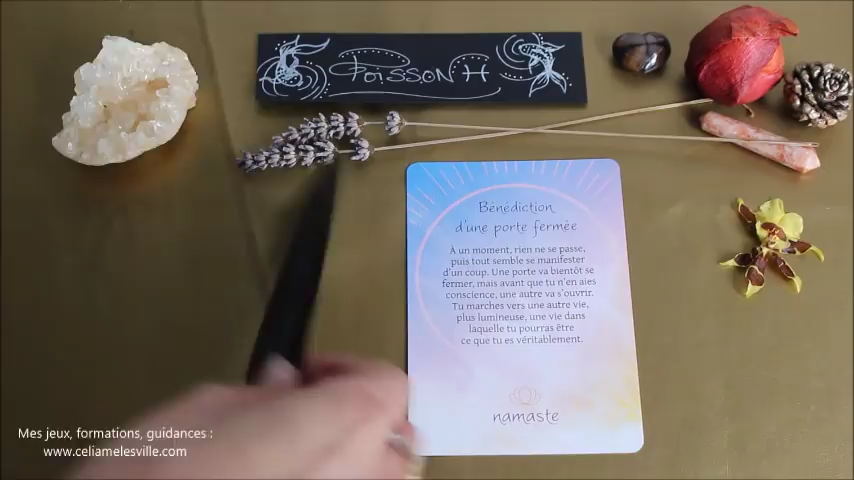 POISSON H
Bénédiction
d'une porte fermée
À un moment, rien ne se passe,
puis tout semble se manifester
d'un coup. Une porte va bientôt se
fermer, mais avant que tu n'en aies
conscience, une autre va s'ouvrir.
Tu marches vers une autre vie,
plus lumineuse, une vie dans
laquelle tu pourras être
ce que tu es véritablement.
namaste
Mes jeux, formations, guidances :
www.celiamelesville.com